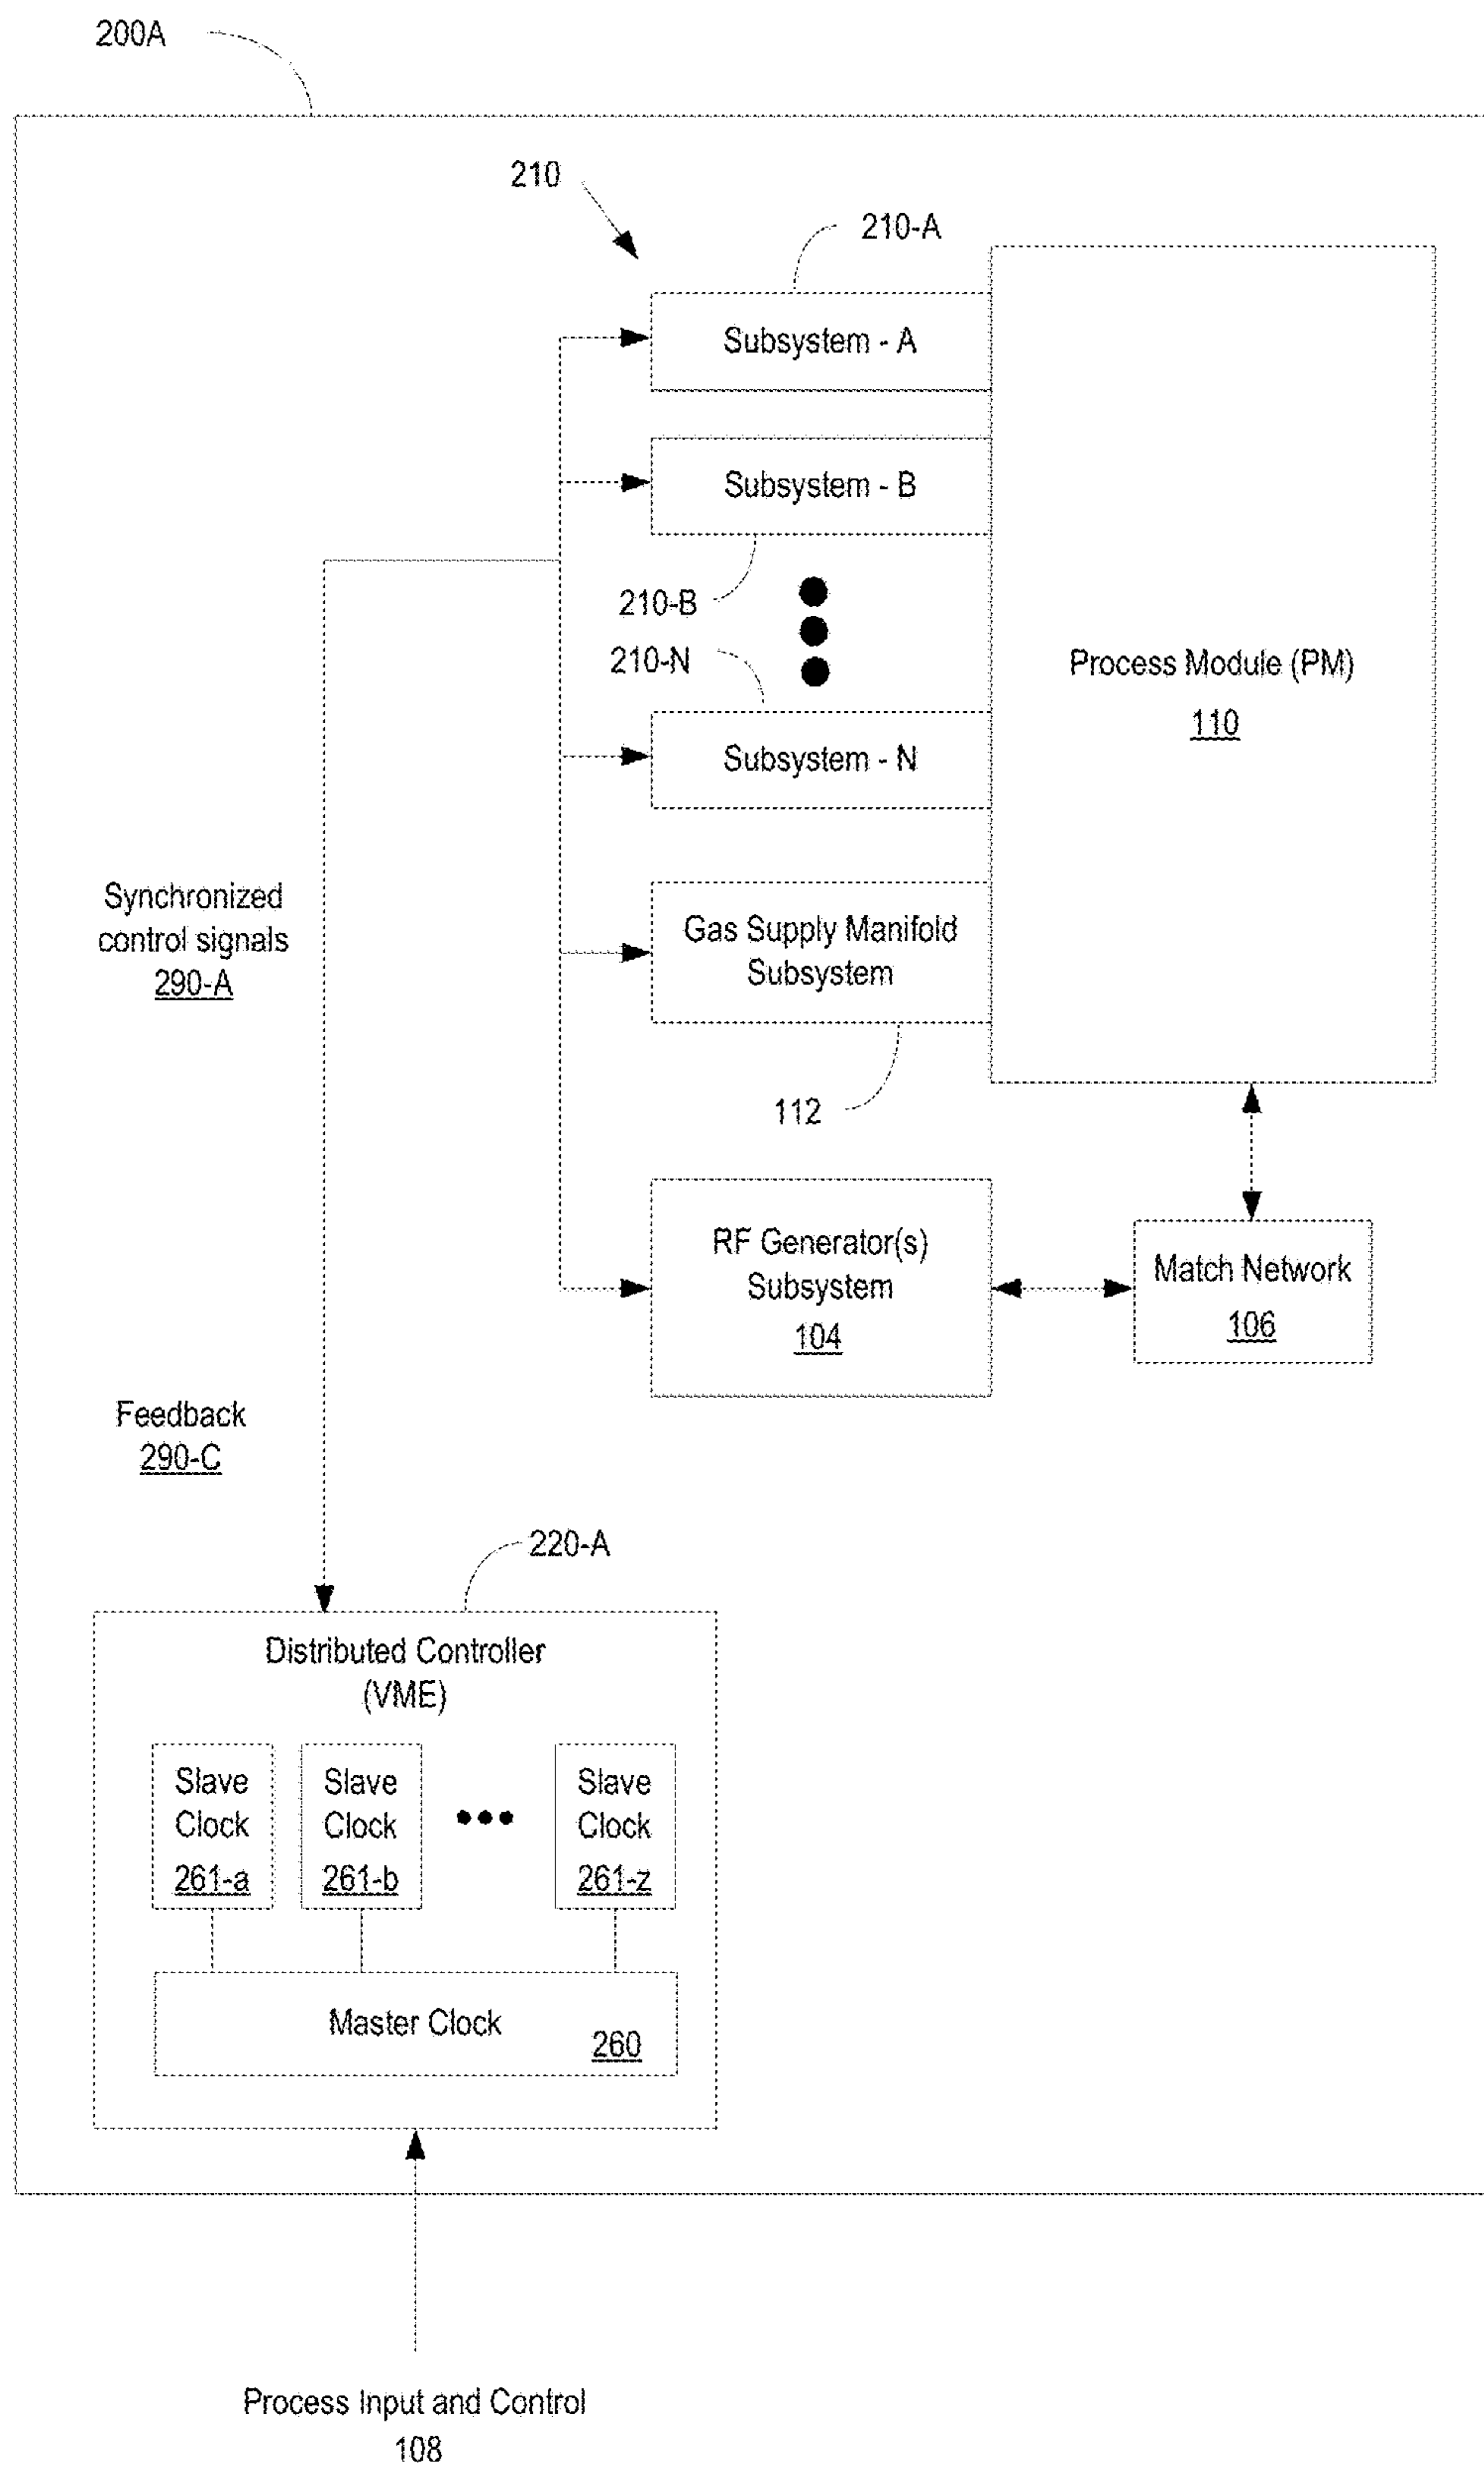 200A
210
210-A
Subsystem - A
Subsystem - B
210-B
210-N
Process Module (PM)
110
Subsystem - N
Synchronized
control signals
290-A
Gas Supply Manifold
Subsystem
112
RF Generator(s)
Subsystem
104
Match Network
106
Feedback
290-C
220-A
Distributed Controller
(VME)
Slave
Clock
261-a
Slave
Clock
261-b
Slave
Clock
261-z
Master Clock
260
Process Input and Control
108